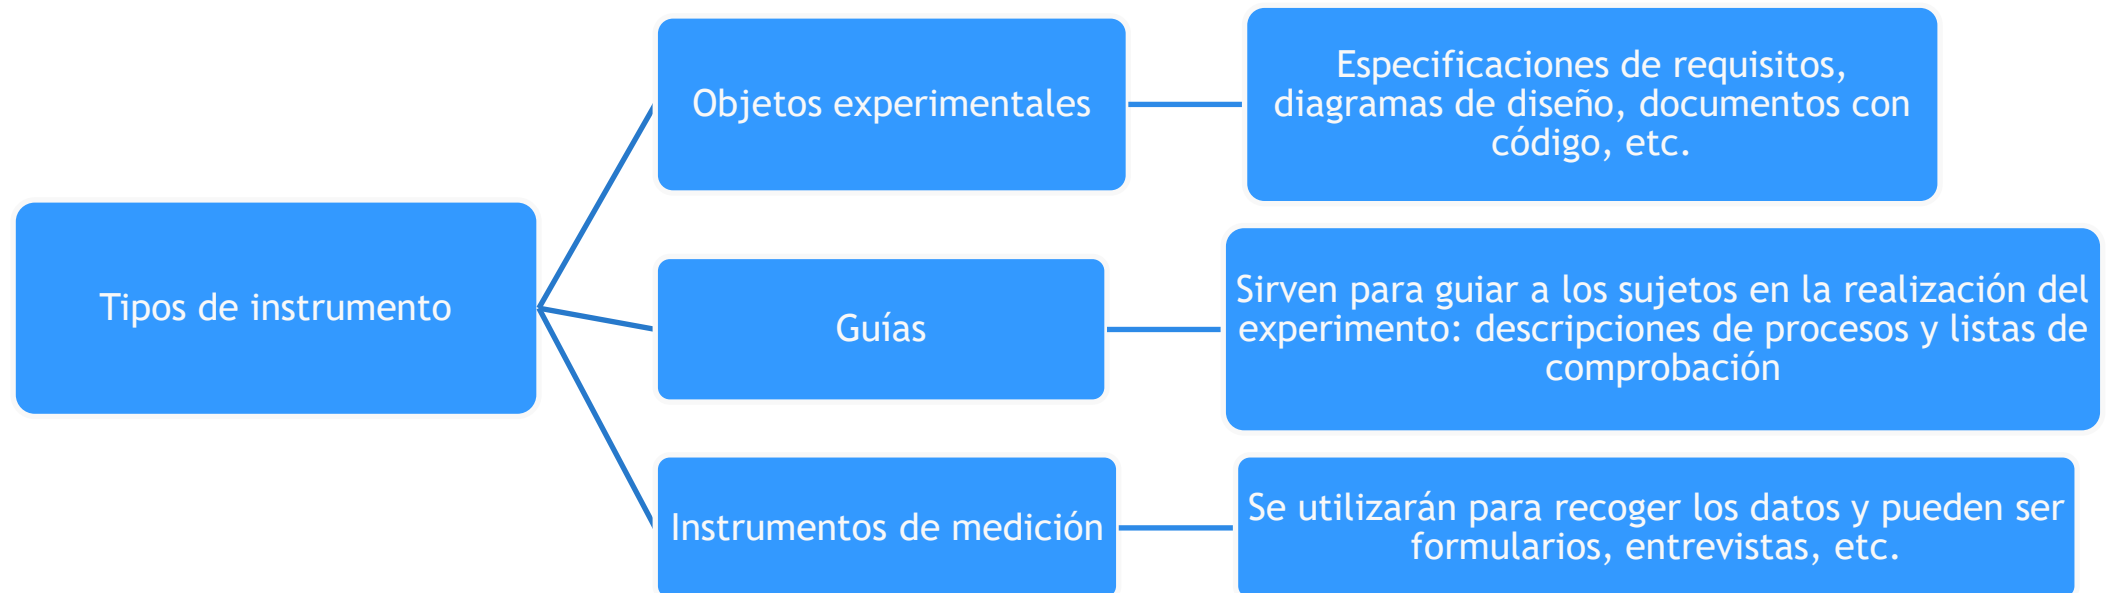 Tipos de instrumento
Objetos experimentales
Especificaciones de requisitos,
diagramas de diseño, documentos con
código, etc.
Guías
Sirven para guiar a los sujetos en la realización del
experimento: descripciones de procesos y listas de
comprobación
Instrumentos de medición
Se utilizarán para recoger los datos y pueden ser
formularios, entrevistas, etc.